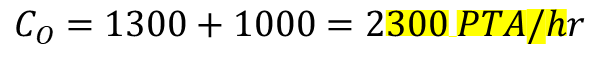 C_O = 1300 + 1000 = 2300 PTA/hr